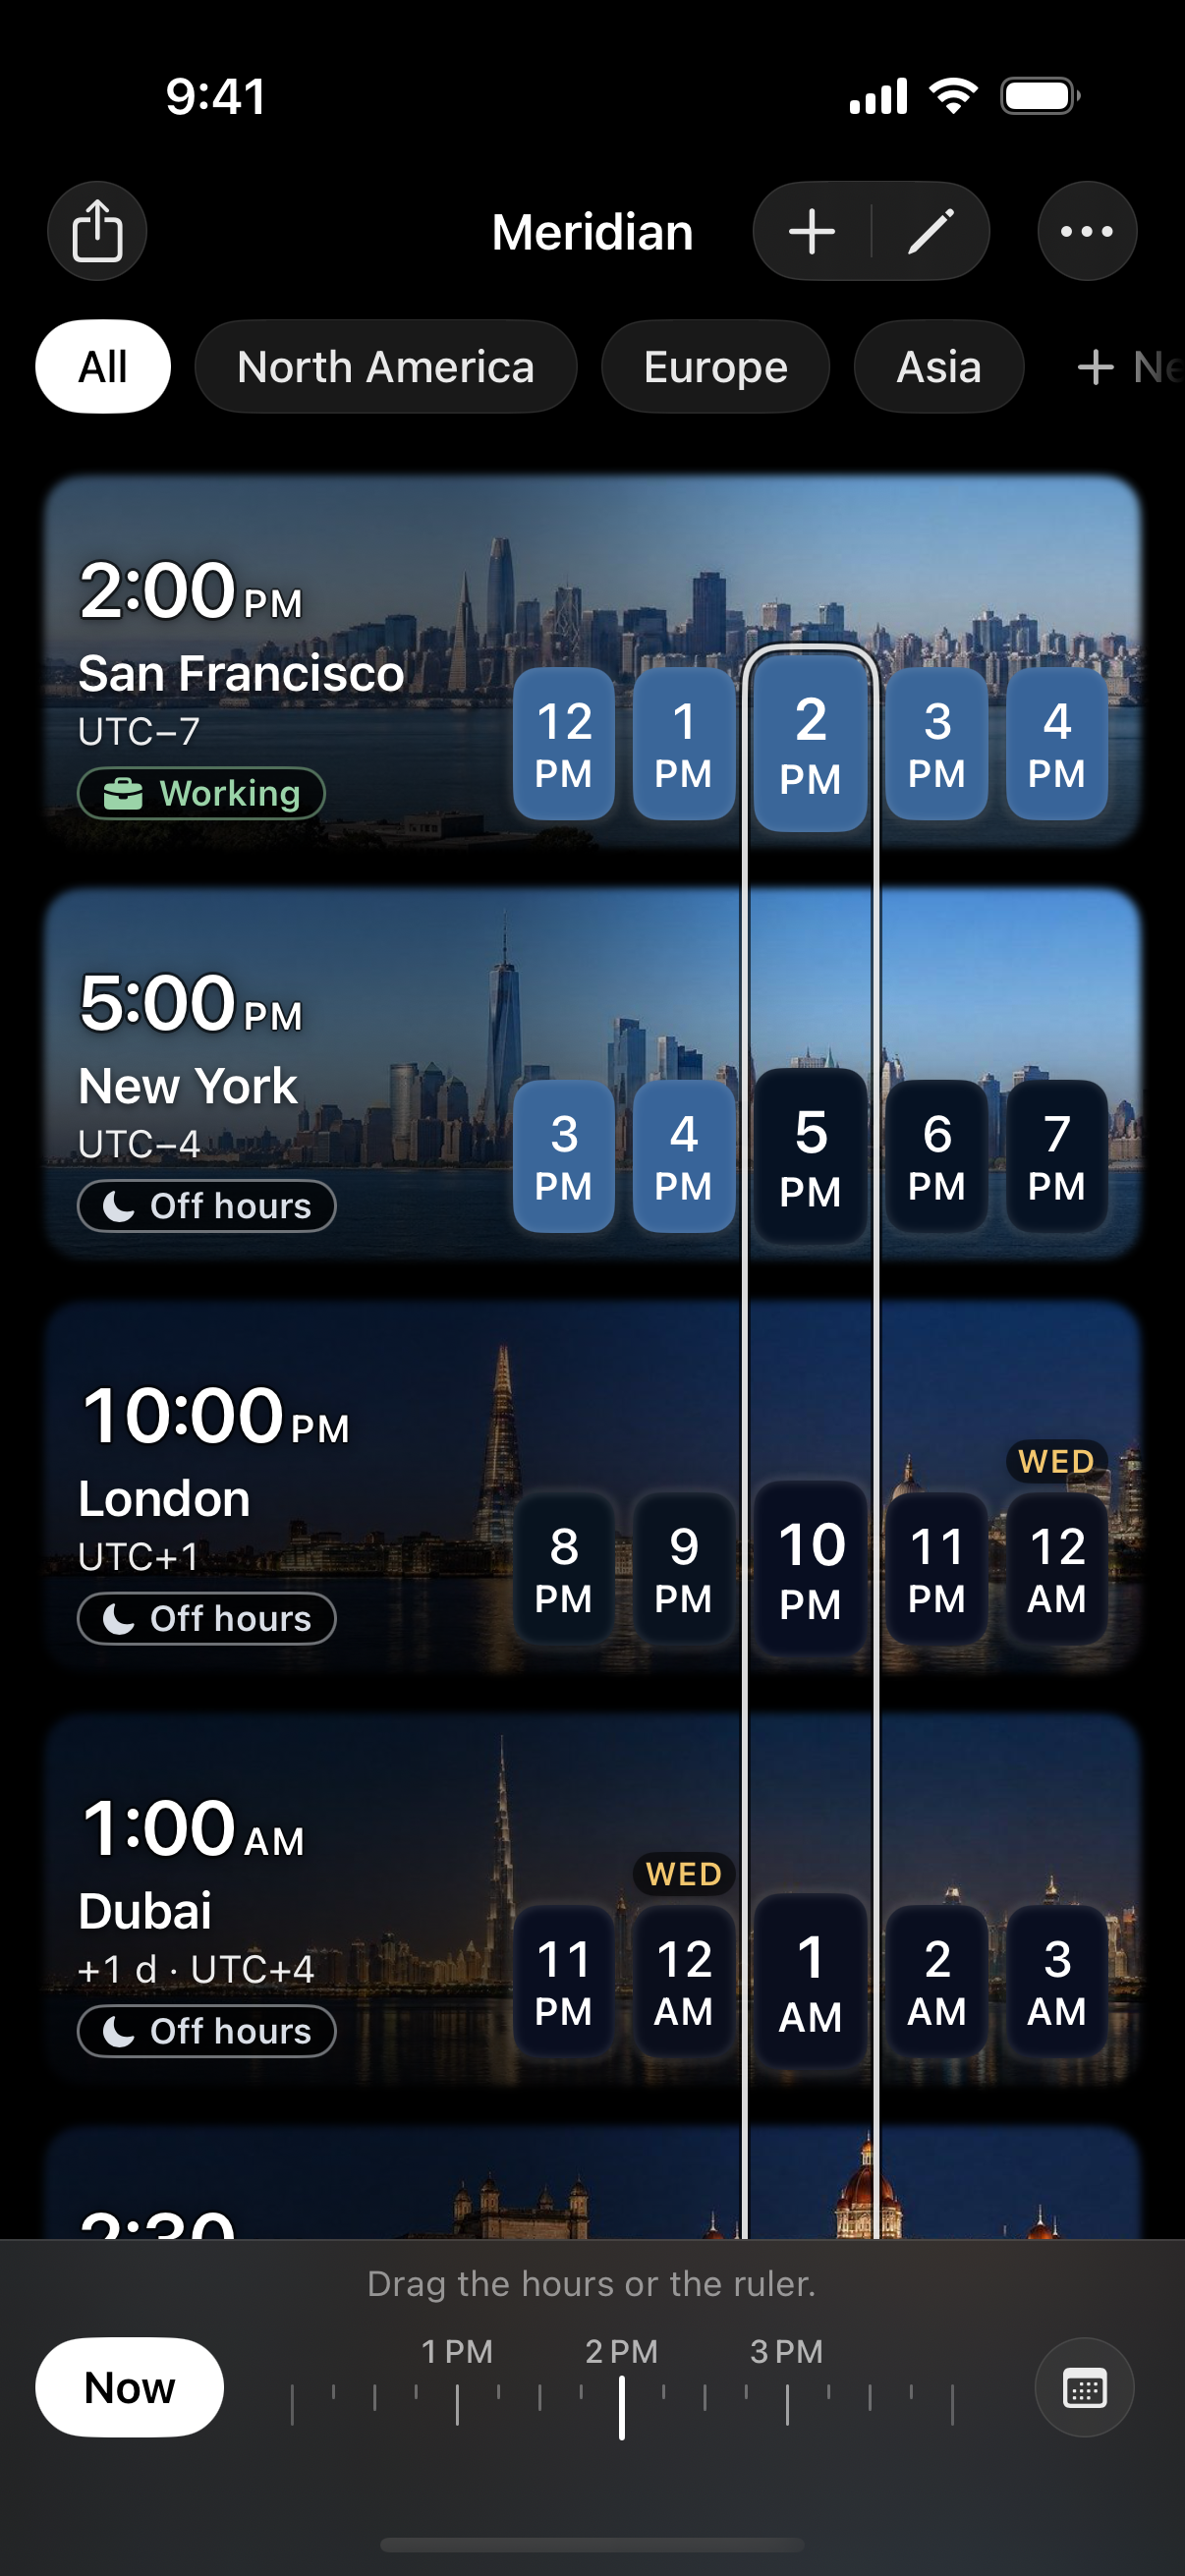 9:41
Meridian
All North America Europe Asia + Ne
2:00 PM
San Francisco
UTC−7
Working
12 PM 1 PM 2 PM 3 PM 4 PM
5:00 PM
New York
UTC−4
Off hours
3 PM 4 PM 5 PM 6 PM 7 PM
10:00 PM
London
UTC+1
Off hours
WED
8 PM 9 PM 10 PM 11 PM 12 AM
1:00 AM
Dubai
+1 d · UTC+4
Off hours
WED
11 PM 12 AM 1 AM 2 AM 3 AM
2:30
Drag the hours or the ruler.
1 PM 2 PM 3 PM
Now